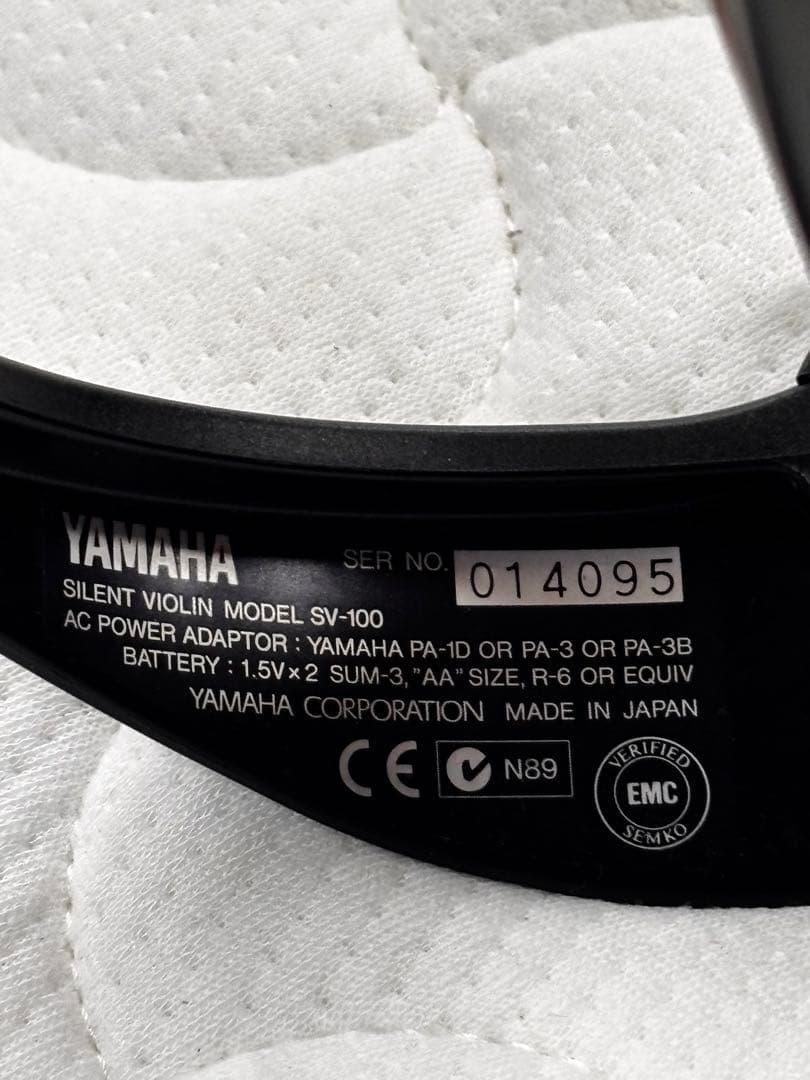 YAMAHA
SER NO. 014095
SILENT VIOLIN MODEL SV-100
AC POWER ADAPTOR : YAMAHA PA-1D OR PA-3 OR PA-3B
BATTERY : 1.5V×2 SUM-3, "AA" SIZE, R-6 OR EQUIV
YAMAHA CORPORATION MADE IN JAPAN
CE N89
VERIFIED
EMC
SEMKO